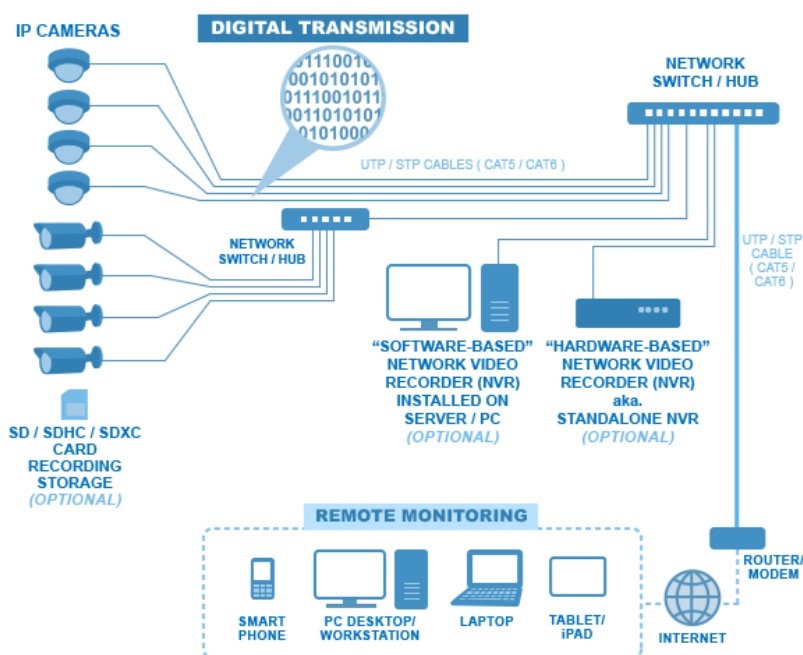 IP CAMERAS
DIGITAL TRANSMISSION
01110010
001010101
0111001011
0011010101
0101000
NETWORK
SWITCH / HUB
UTP / STP CABLES ( CAT5 / CAT6 )
NETWORK
SWITCH / HUB
UTP / STP
CABLE
( CAT5 /
CAT6 )
“SOFTWARE-BASED”
NETWORK VIDEO
RECORDER (NVR)
INSTALLED ON
SERVER / PC
(OPTIONAL)
“HARDWARE-BASED”
NETWORK VIDEO
RECORDER (NVR)
aka.
STANDALONE NVR
(OPTIONAL)
SD / SDHC / SDXC
CARD
RECORDING
STORAGE
(OPTIONAL)
REMOTE MONITORING
SMART
PHONE
PC DESKTOP/
WORKSTATION
LAPTOP
TABLET/
iPAD
INTERNET
ROUTER/
MODEM